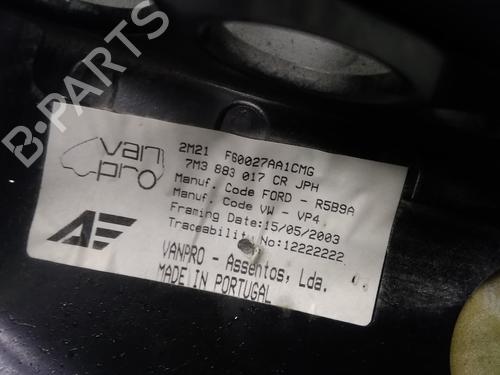 B-PARTS
van
pro
AE
2M21 F60027AA1CMG
7M3 883 017 CR JPH
Manuf. Code FORD - R5B9A
Manuf. Code VW - VP4
Framing Date:15/05/2003
Traceability No:12222222
VANPRO - Assentos, Lda.
MADE IN PORTUGAL